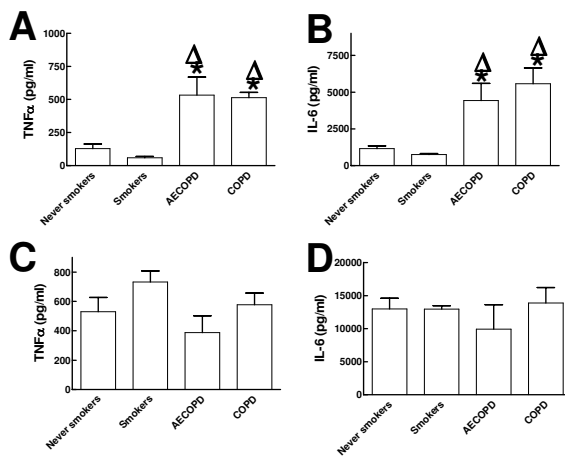 A
TNFα (pg/ml)
1000
750
500
250
0
Δ
*
Δ
*
Never smokers
Smokers
AECOPD
COPD
B
IL-6 (pg/ml)
7500
5000
2500
0
Δ
*
Δ
*
Never smokers
Smokers
AECOPD
COPD
C
TNFα (pg/ml)
800
600
400
200
0
Never smokers
Smokers
AECOPD
COPD
D
IL-6 (pg/ml)
20000
15000
10000
5000
0
Never smokers
Smokers
AECOPD
COPD